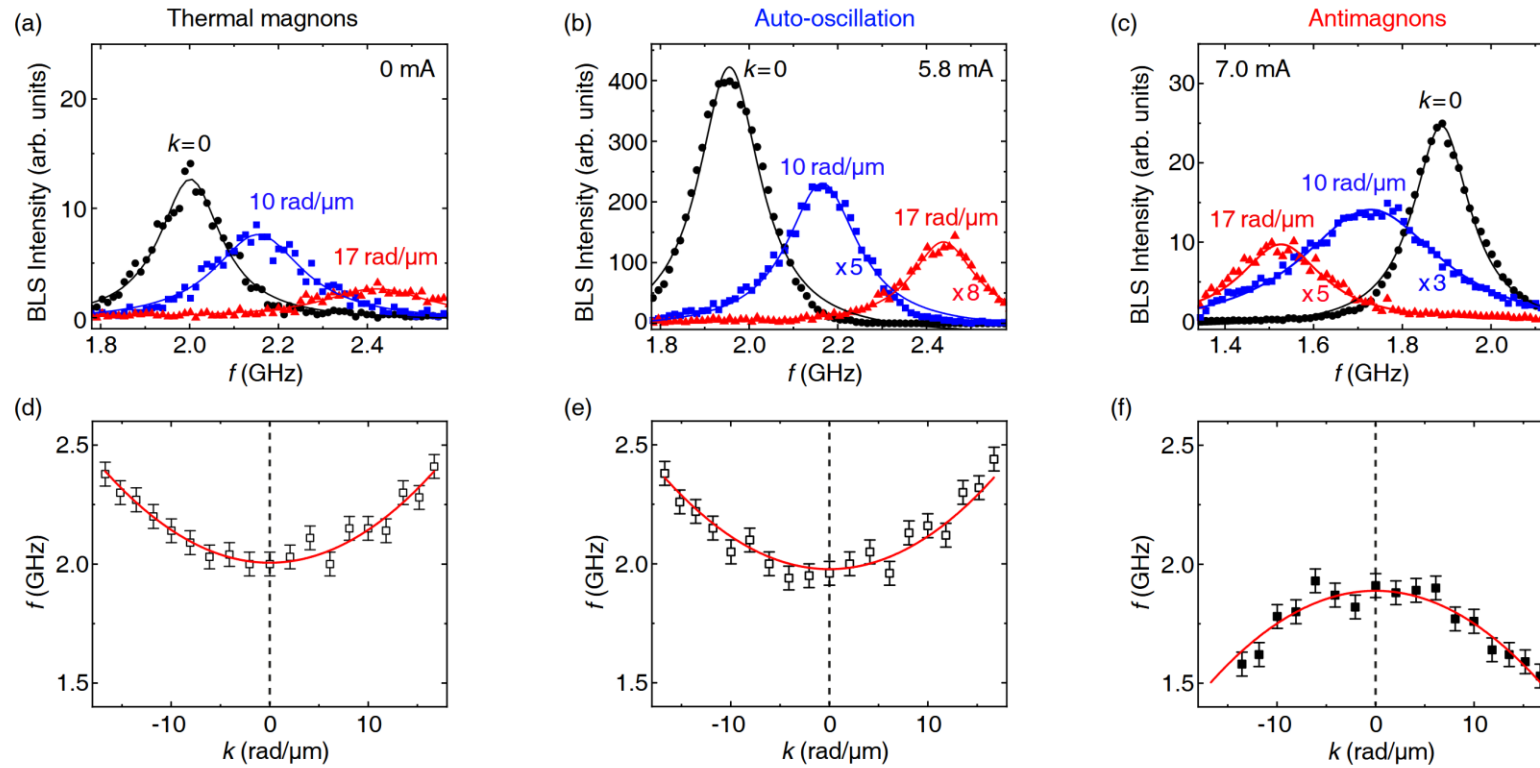 (a) Thermal magnons
(b) Auto-oscillation
(c) Antimagnons
BLS Intensity (arb. units)
20
10
0
0 mA
k=0
10 rad/μm
17 rad/μm
1.8 2.0 2.2 2.4
f (GHz)
BLS Intensity (arb. units)
400
300
200
100
0
k=0
5.8 mA
10 rad/μm
x5
17 rad/μm
x8
1.8 2.0 2.2 2.4
f (GHz)
BLS Intensity (arb. units)
30
20
10
0
7.0 mA
k=0
10 rad/μm
17 rad/μm
x5
x3
1.4 1.6 1.8 2.0
f (GHz)
(d)
f (GHz)
2.5
2.0
1.5
-10 0 10
k (rad/μm)
(e)
f (GHz)
2.5
2.0
1.5
-10 0 10
k (rad/μm)
(f)
f (GHz)
2.5
2.0
1.5
-10 0 10
k (rad/μm)